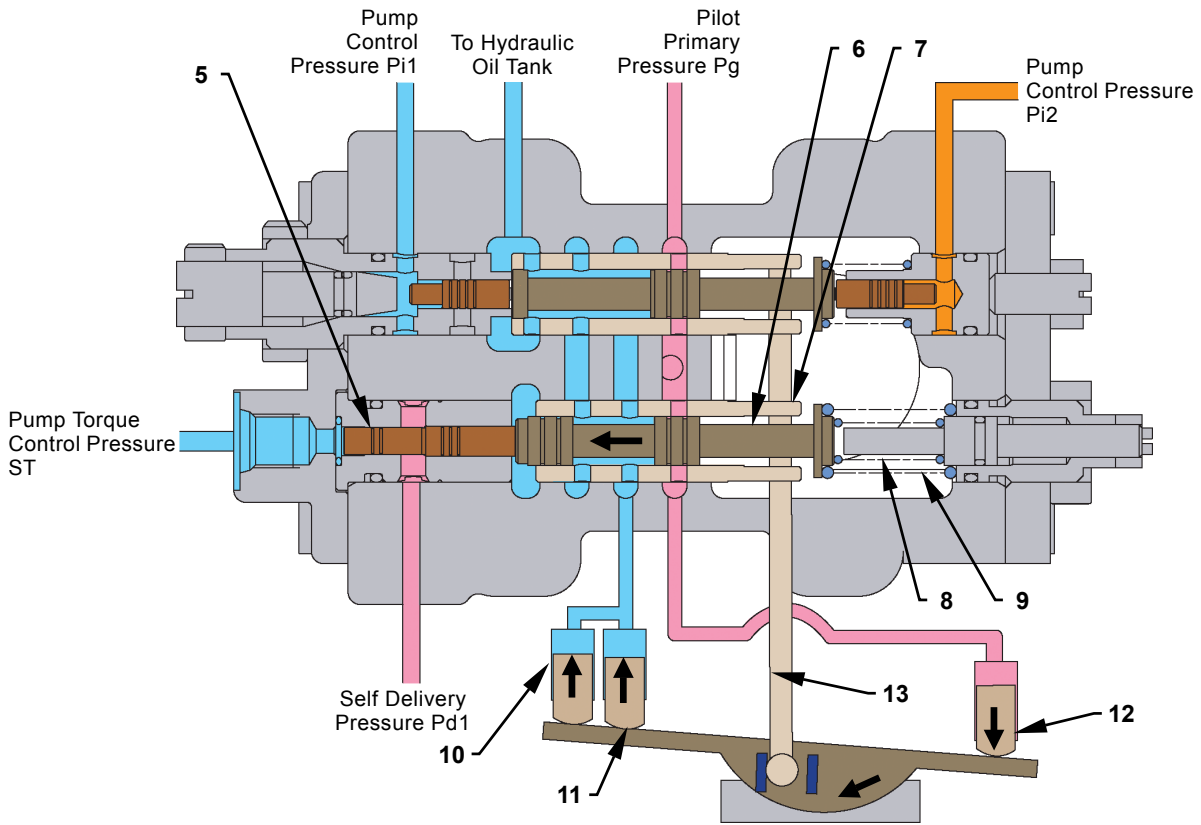 Pump
Control
Pressure Pi1
To Hydraulic
Oil Tank
Pilot
Primary
Pressure Pg
6
7
5
Pump
Control Pressure
Pi2
Pump Torque
Control Pressure
ST
8
9
Self Delivery
Pressure Pd1
10
11
13
12